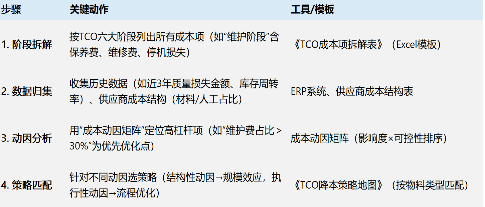 步骤 关键动作 工具/模板
1. 阶段拆解 按TCO六大阶段列出所有成本项（如“维护阶段”含
保养费、维修费、停机损失） 《TCO成本项拆解表》（Excel模板）
2. 数据归集 收集历史数据（如近3年质量损失金额、库存周转
率）、供应商成本结构（材料/人工占比） ERP系统、供应商成本结构表
3. 动因分析 用“成本动因矩阵”定位高杠杆项（如“维护费占比＞
30%”为优先优化点） 成本动因矩阵（影响度×可控性排序）
4. 策略匹配 针对不同动因选策略（结构性动因→规模效应，执
行性动因→流程优化） 《TCO降本策略地图》（按物料类型匹配）